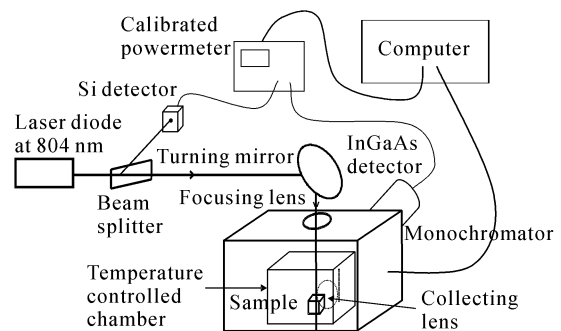 Calibrated
powermeter
Computer
Si detector
Laser diode
at 804 nm
Turning mirror
InGaAs
detector
Beam
splitter
Focusing lens
Monochromator
Temperature
controlled
chamber
Sample
Collecting
lens